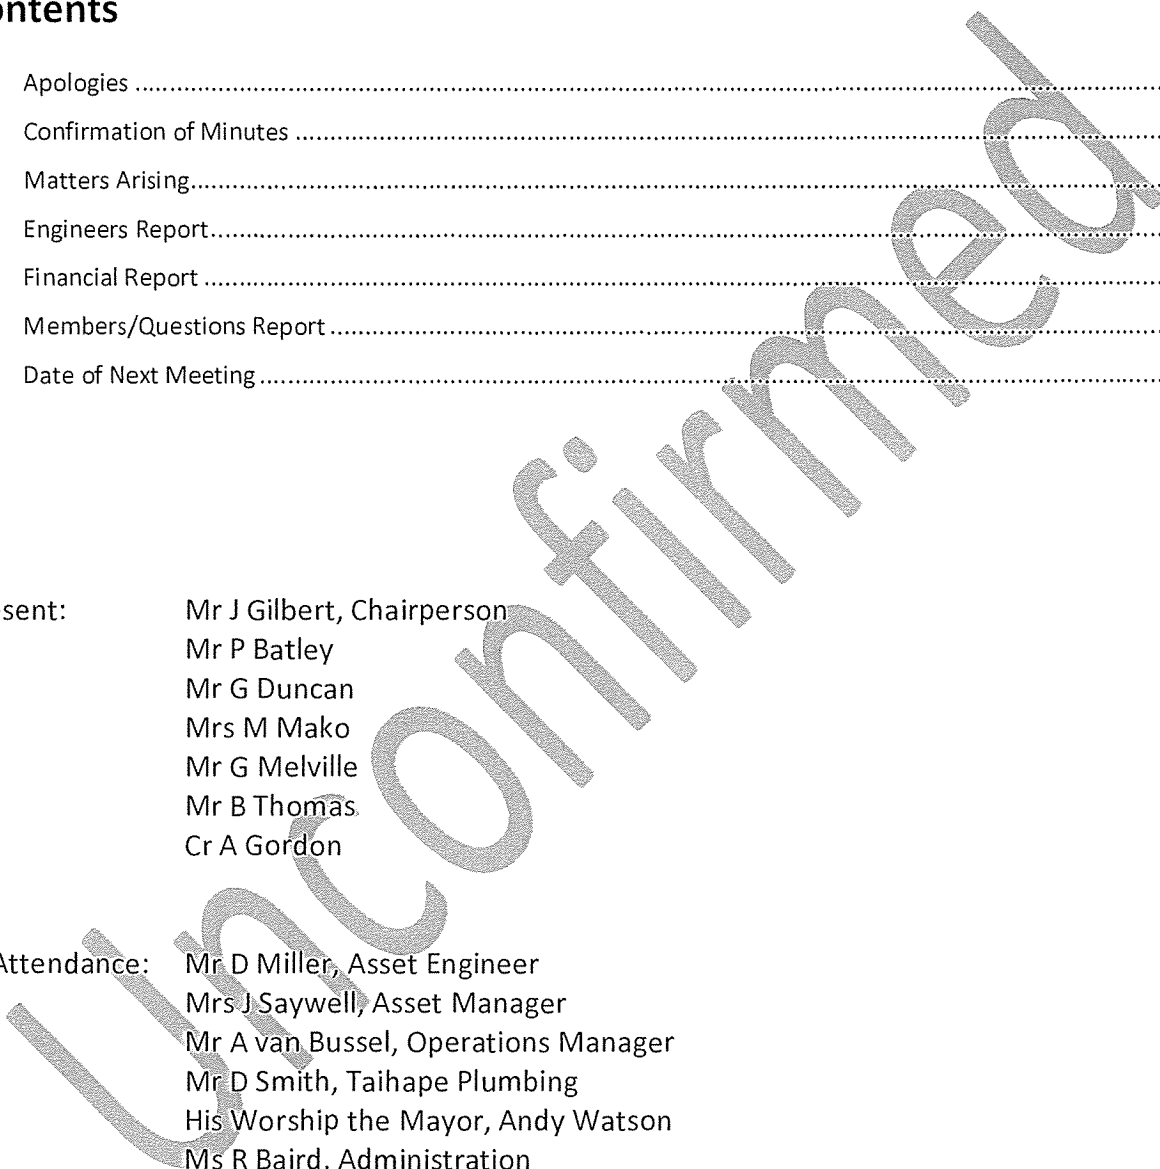 ontents
Apologies
Confirmation of Minutes
Matters Arising
Engineers Report
Financial Report
Members/Questions Report
Date of Next Meeting
sent: Mr J Gilbert, Chairperson
Mr P Batley
Mr G Duncan
Mrs M Mako
Mr G Melville
Mr B Thomas
Cr A Gordon
Attendance: Mr D Miller, Asset Engineer
Mrs J Saywell, Asset Manager
Mr A van Bussel, Operations Manager
Mr D Smith, Taihape Plumbing
His Worship the Mayor, Andy Watson
Ms R Baird, Administration
Unconfirmed